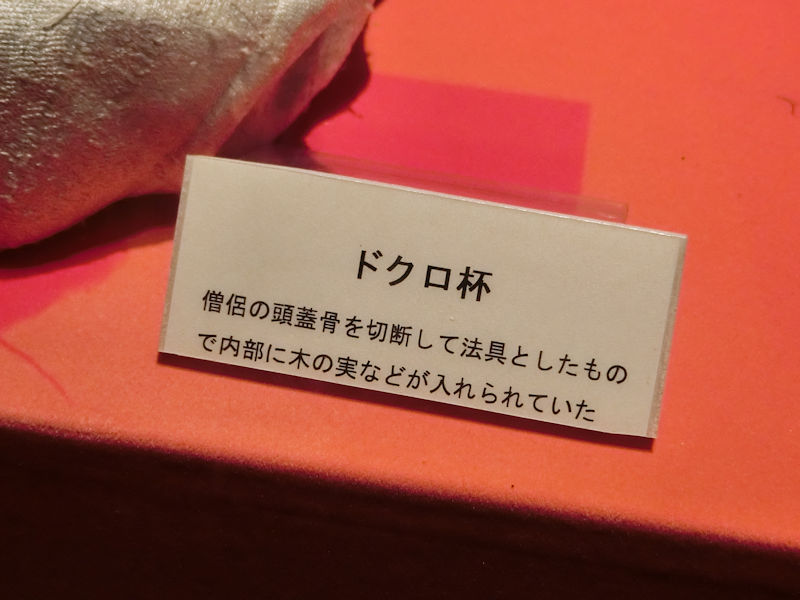 ドクロ杯
僧侶の頭蓋骨を切断して法具としたもの
で内部に木の実などが入れられていた